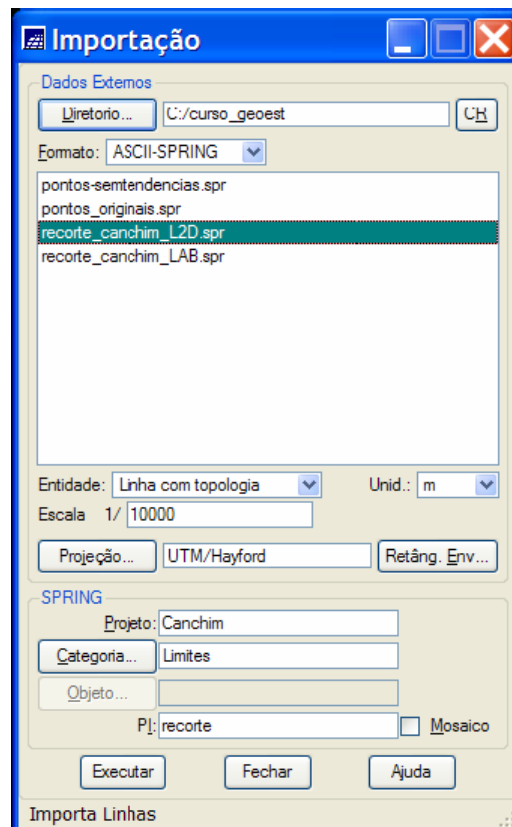 Importação
Dados Externos
Diretorio... C:/curso_geoest CR
Formato: ASCII-SPRING
pontos-semtendencias.spr
pontos_originais.spr
recorte_canchim_L2D.spr
recorte_canchim_LAB.spr
Entidade: Linha com topologia Unid.: m
Escala 1/ 10000
Projeção... UTM/Hayford Retâng. Env...
SPRING
Projeto: Canchim
Categoria... Limites
Objeto...
PI: recorte Mosaico
Executar Fechar Ajuda
Importa Linhas